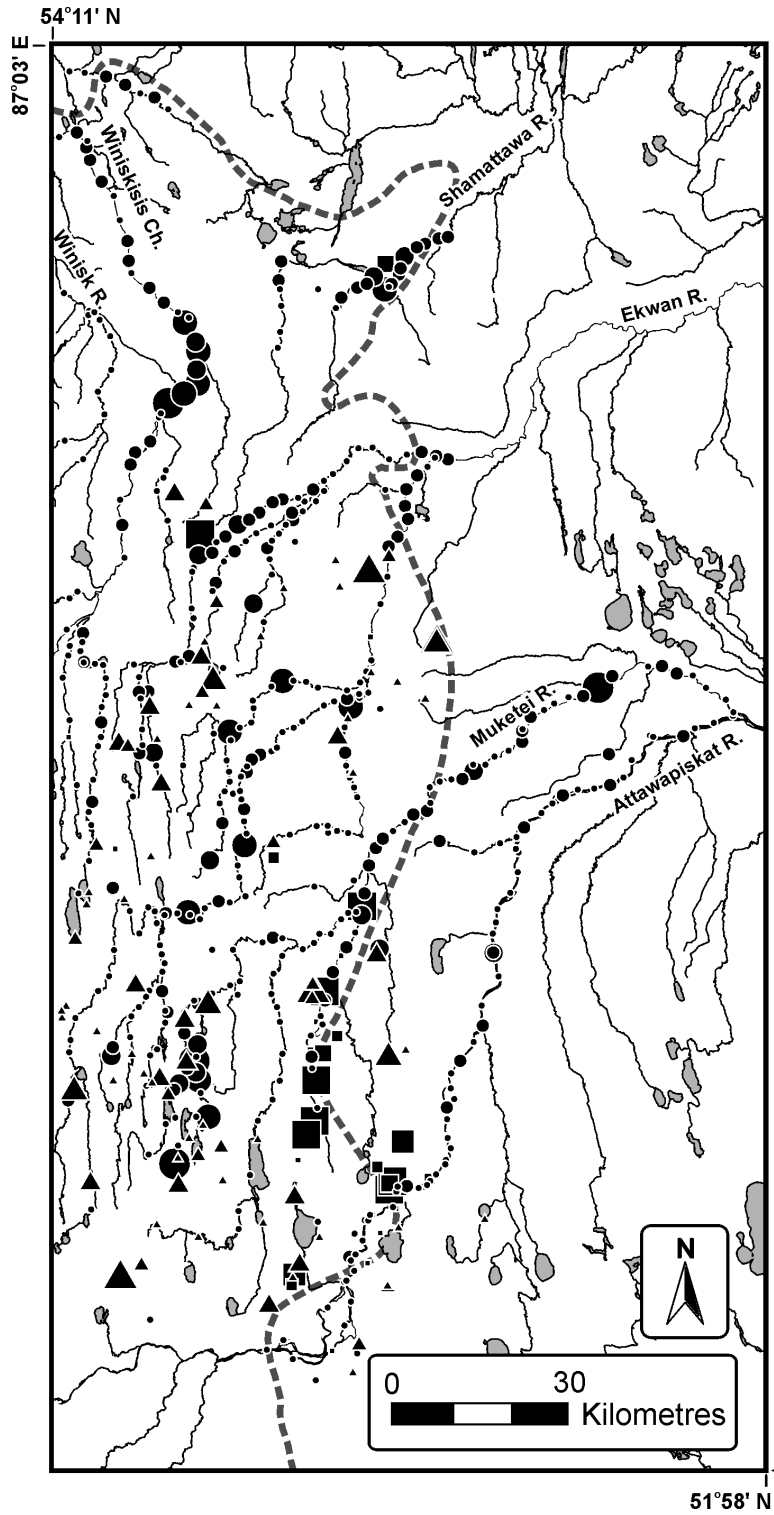 54°11' N
87°03' E
Winiskisis Ch.
Shamattawa R.
Winisk R.
Ekwan R.
Muketei R.
Attawapiskat R.
N
0 30
Kilometres
51°58' N